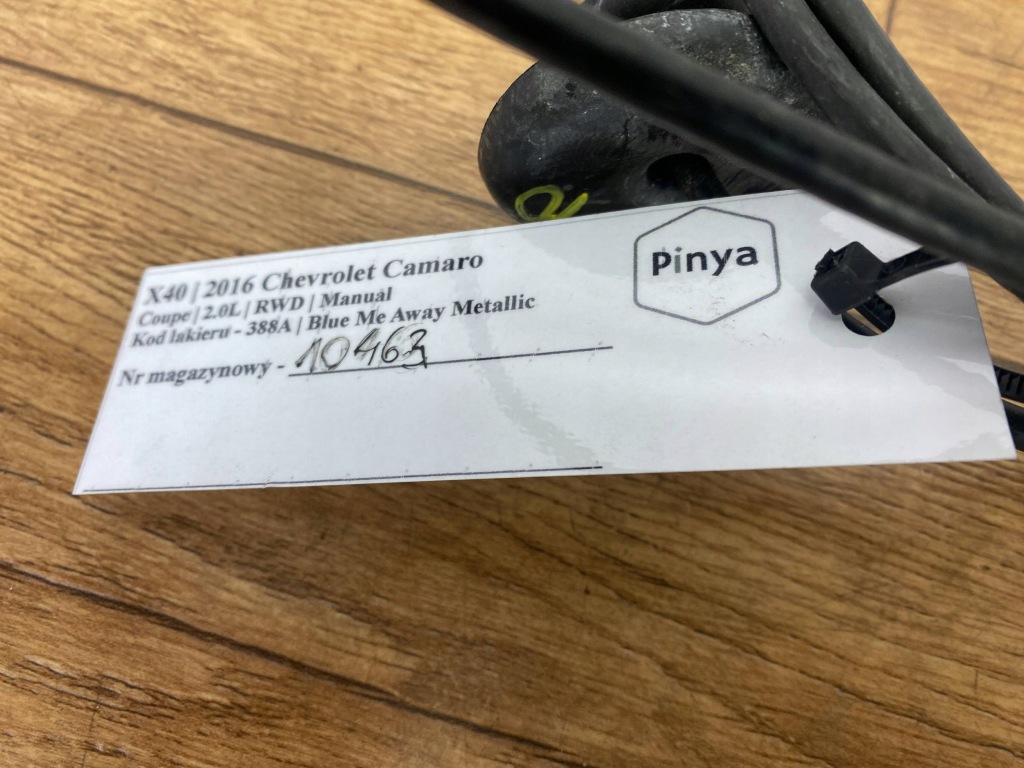 X40 | 2016 Chevrolet Camaro
Coupe | 2.0L | RWD | Manual
Kod lakieru - 388A | Blue Me Away Metallic
Nr magazynowy - 10463
Pinya